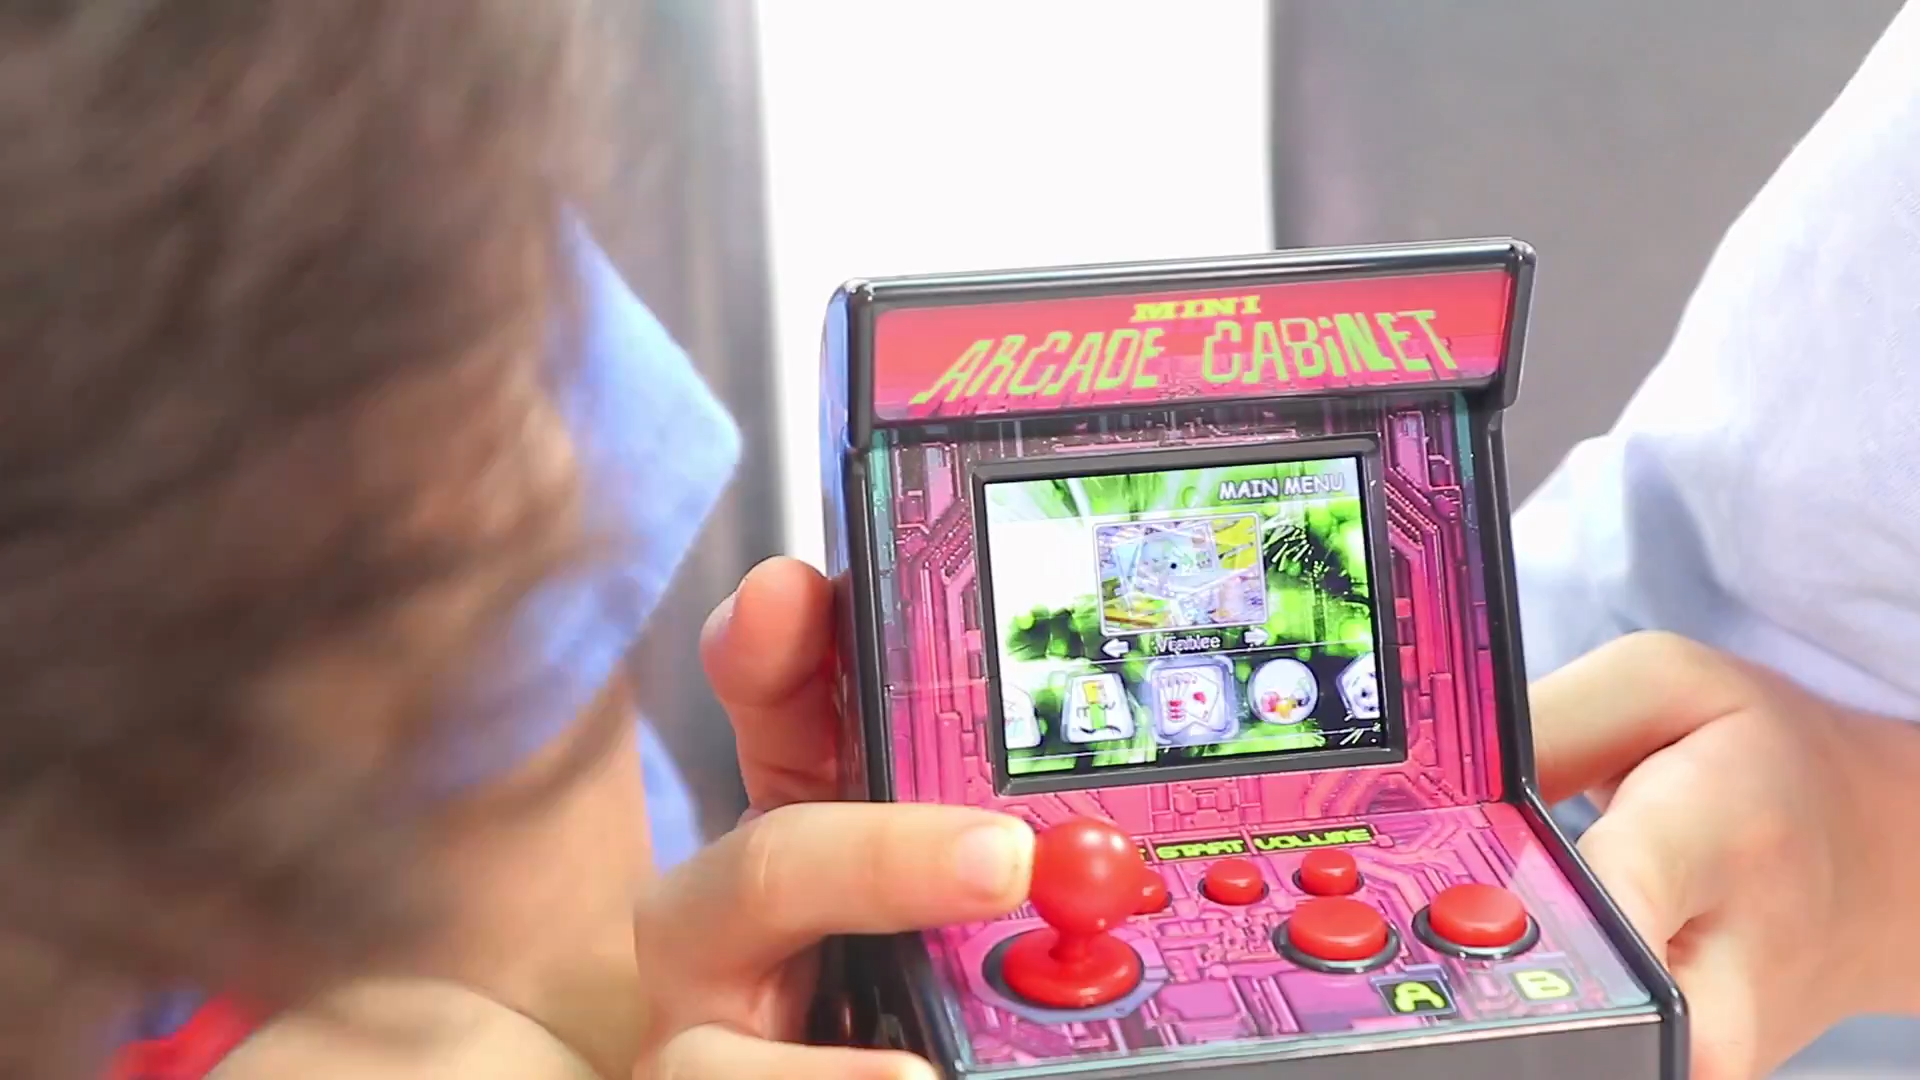 MINI
ARCADE CABINET
MAIN MENU
START VOLUME
A B